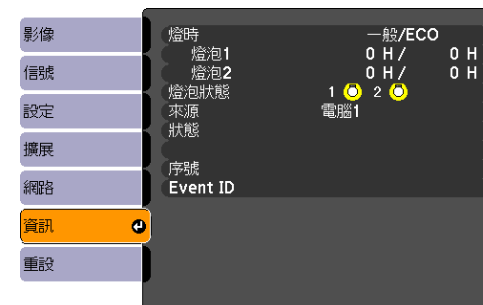 影像
信號
設定
擴展
網路
資訊
重設
燈時 一般/ECO
燈泡1 0 H / 0 H
燈泡2 0 H / 0 H
燈泡狀態 1 2
來源 電腦1
狀態
序號
Event ID